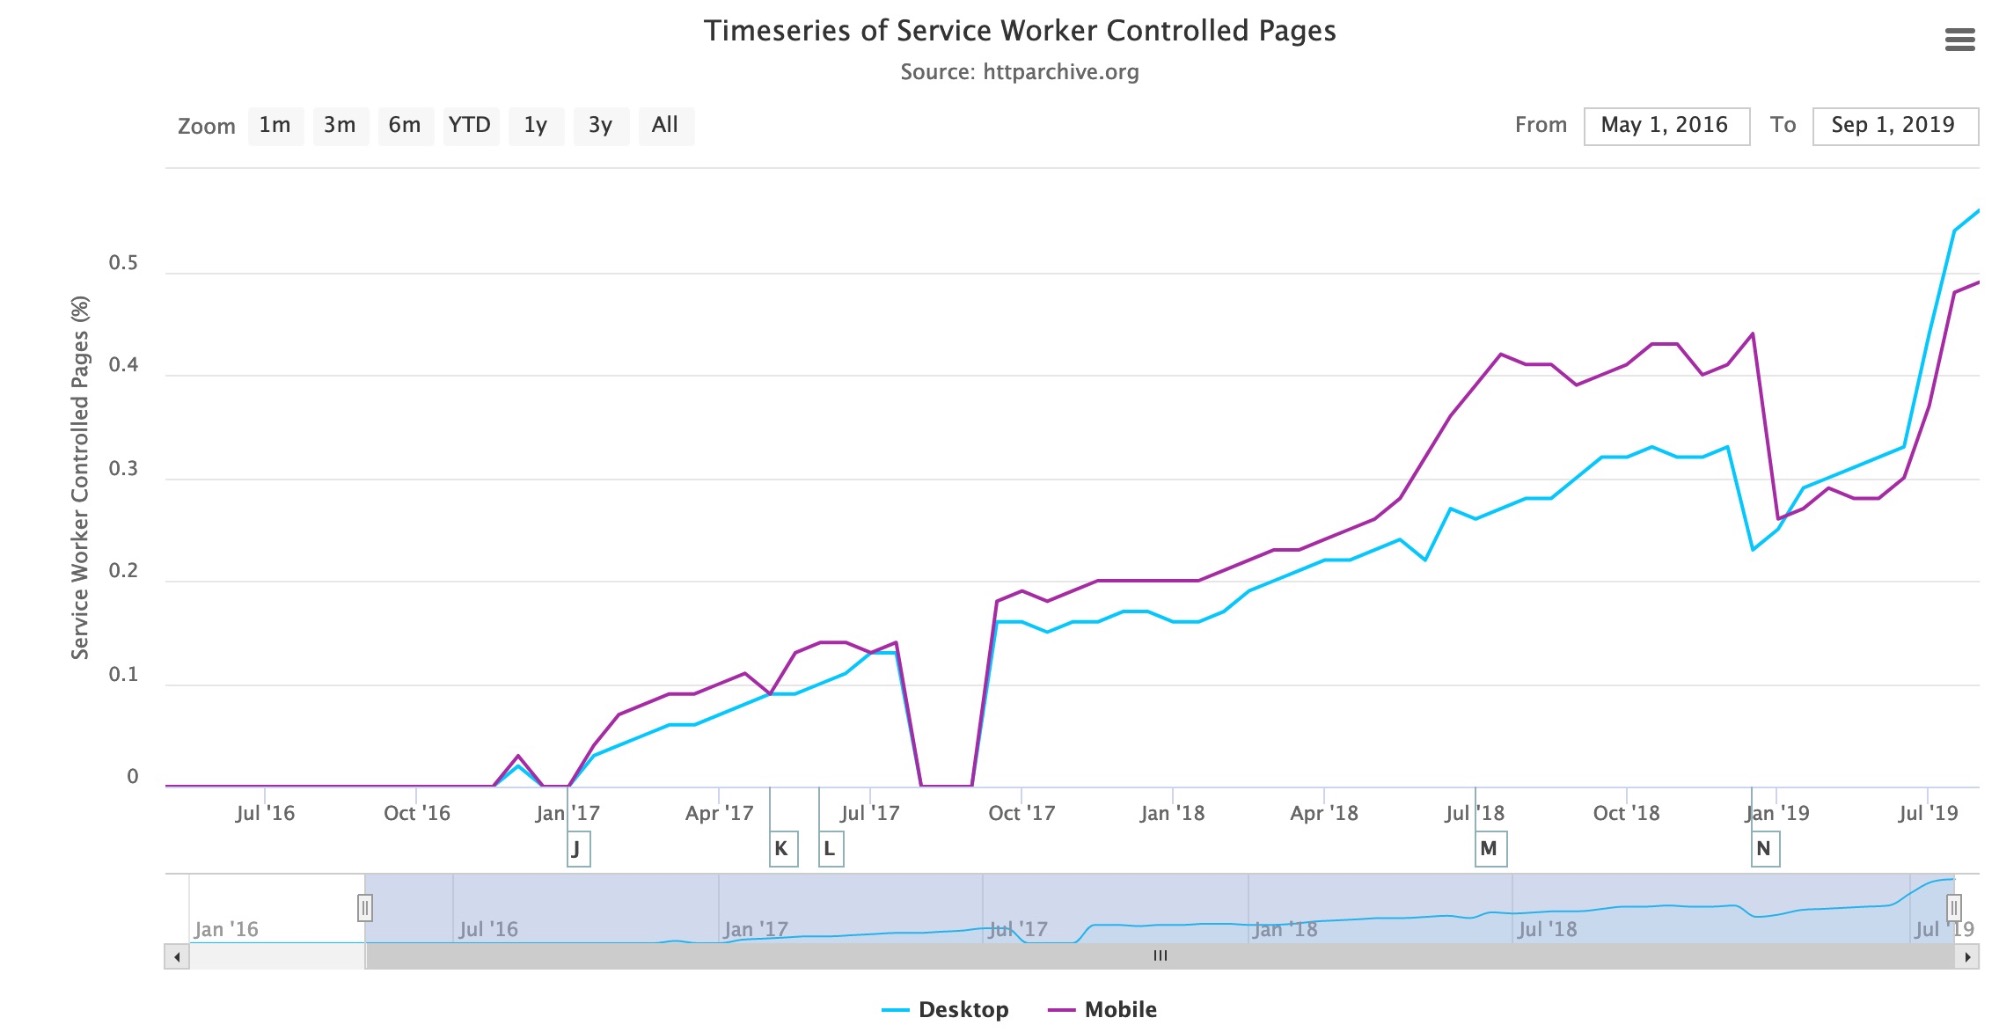 Timeseries of Service Worker Controlled Pages
Source: httparchive.org
Zoom 1m 3m 6m YTD 1y 3y All From May 1, 2016 To Sep 1, 2019
Service Worker Controlled Pages (%)
0.5
0.4
0.3
0.2
0.1
0
Jul '16 Oct '16 Jan '17 Apr '17 Jul '17 Oct '17 Jan '18 Apr '18 Jul '18 Oct '18 Jan '19 Jul '19
J K L M N
Jan '16 Jul '16 Jan '17 Jul '17 Jan '18 Jul '18 Jul '19
Desktop Mobile